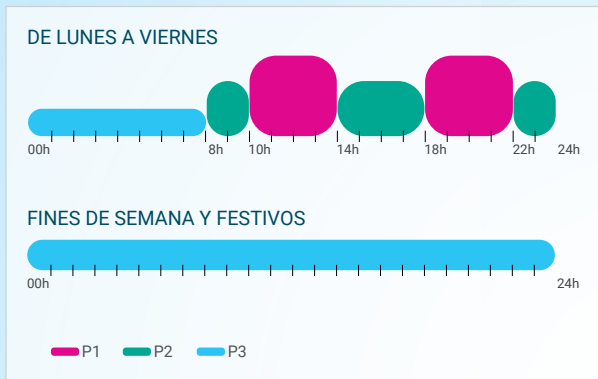 DE LUNES A VIERNES
00h 8h 10h 14h 18h 22h 24h
FINES DE SEMANA Y FESTIVOS
00h 24h
P1 P2 P3